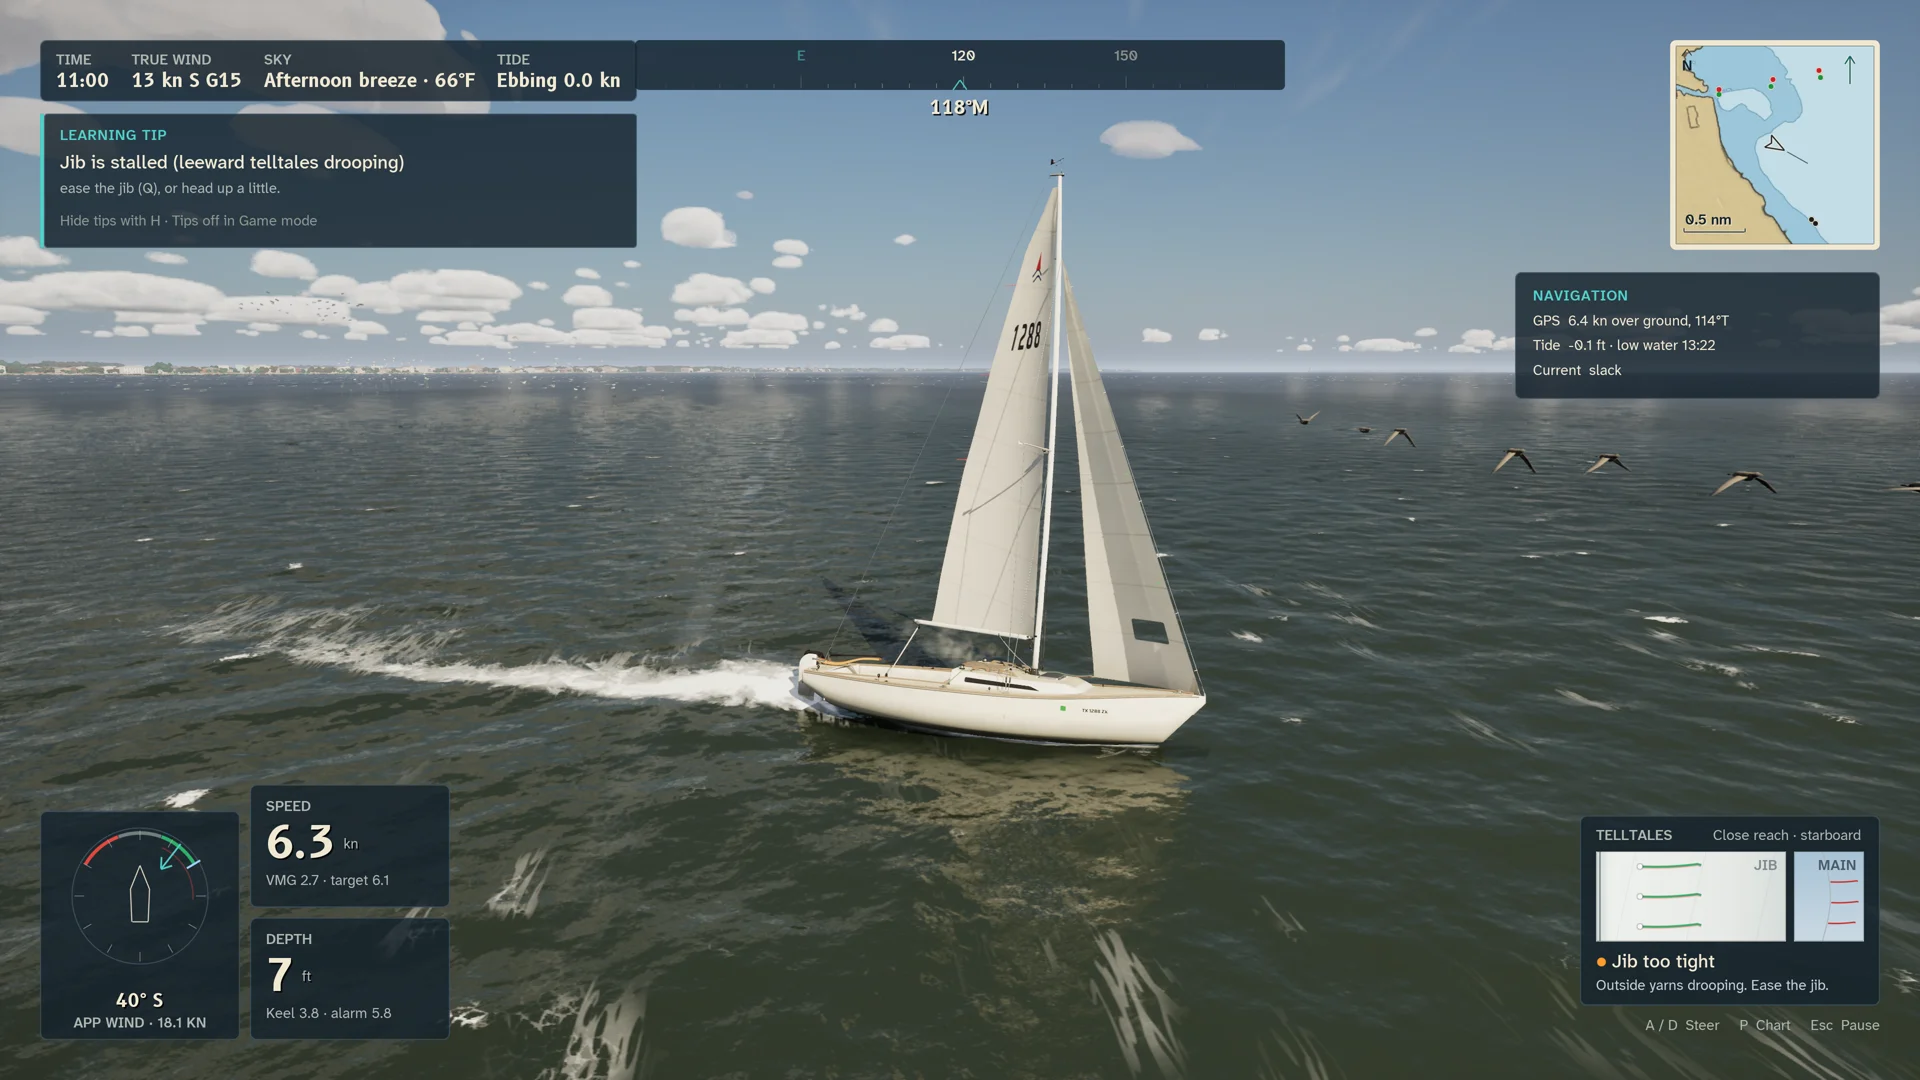 TIME TRUE WIND SKY TIDE
11:00 13 kn S G15 Afternoon breeze · 66°F Ebbing 0.0 kn
E 120 150
118°M
LEARNING TIP
Jib is stalled (leeward telltales drooping)
ease the jib (Q), or head up a little.
Hide tips with H · Tips off in Game mode
N
0.5 nm
NAVIGATION
GPS 6.4 kn over ground, 114°T
Tide -0.1 ft · low water 13:22
Current slack
1288
TX 1288 ZA
SPEED
6.3 kn
VMG 2.7 · target 6.1
DEPTH
7 ft
Keel 3.8 · alarm 5.8
40° S
APP WIND · 18.1 KN
TELLTALES Close reach · starboard
JIB MAIN
Jib too tight
Outside yarns drooping. Ease the jib.
A / D Steer P Chart Esc Pause